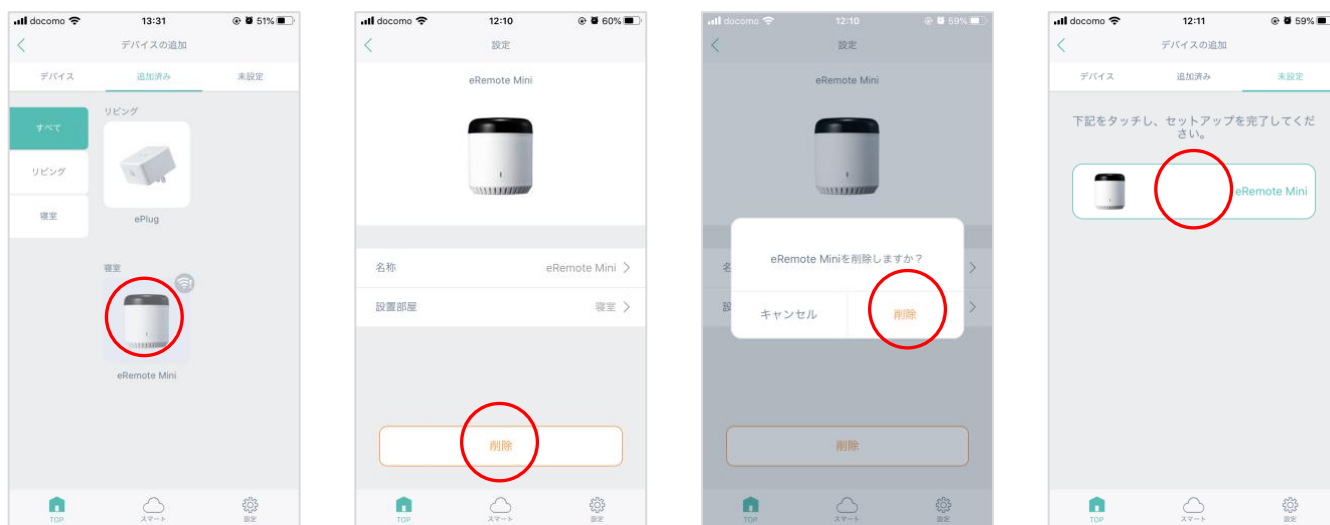 docomo 13:31 51%
デバイスの追加
デバイス 追加済み 未設定
すべて
リビング
寝室
リビング
ePlug
寝室
eRemote Mini
TOP スマート 設定
docomo 12:10 60%
設定
eRemote Mini
名称 eRemote Mini
設置部屋 寝室
削除
TOP スマート 設定
docomo 12:10 59%
設定
eRemote Mini
名
設
eRemote Miniを削除しますか？
キャンセル 削除
削除
TOP スマート 設定
docomo 12:11 59%
デバイスの追加
デバイス 追加済み 未設定
下記をタッチし、セットアップを完了してくだ
さい。
eRemote Mini
TOP スマート 設定